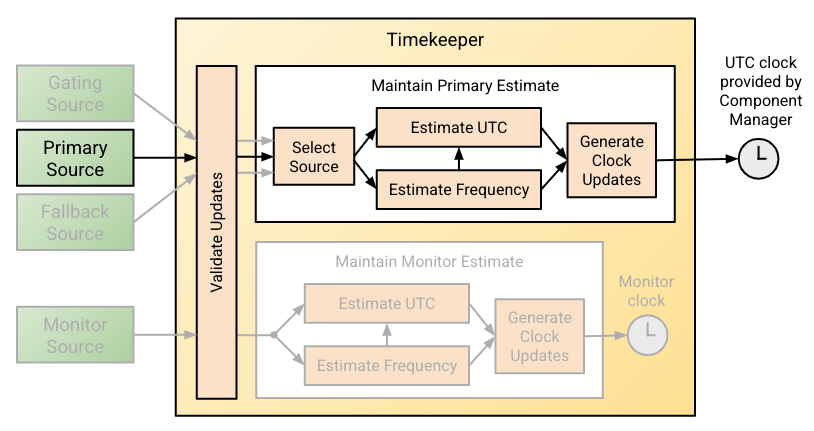 Timekeeper
Gating
Source
Primary
Source
Fallback
Source
Monitor
Source
Validate Updates
Maintain Primary Estimate
Select
Source
Estimate UTC
Estimate Frequency
Generate
Clock
Updates
UTC clock
provided by
Component
Manager
Maintain Monitor Estimate
Estimate UTC
Estimate Frequency
Generate
Clock
Updates
Monitor
clock